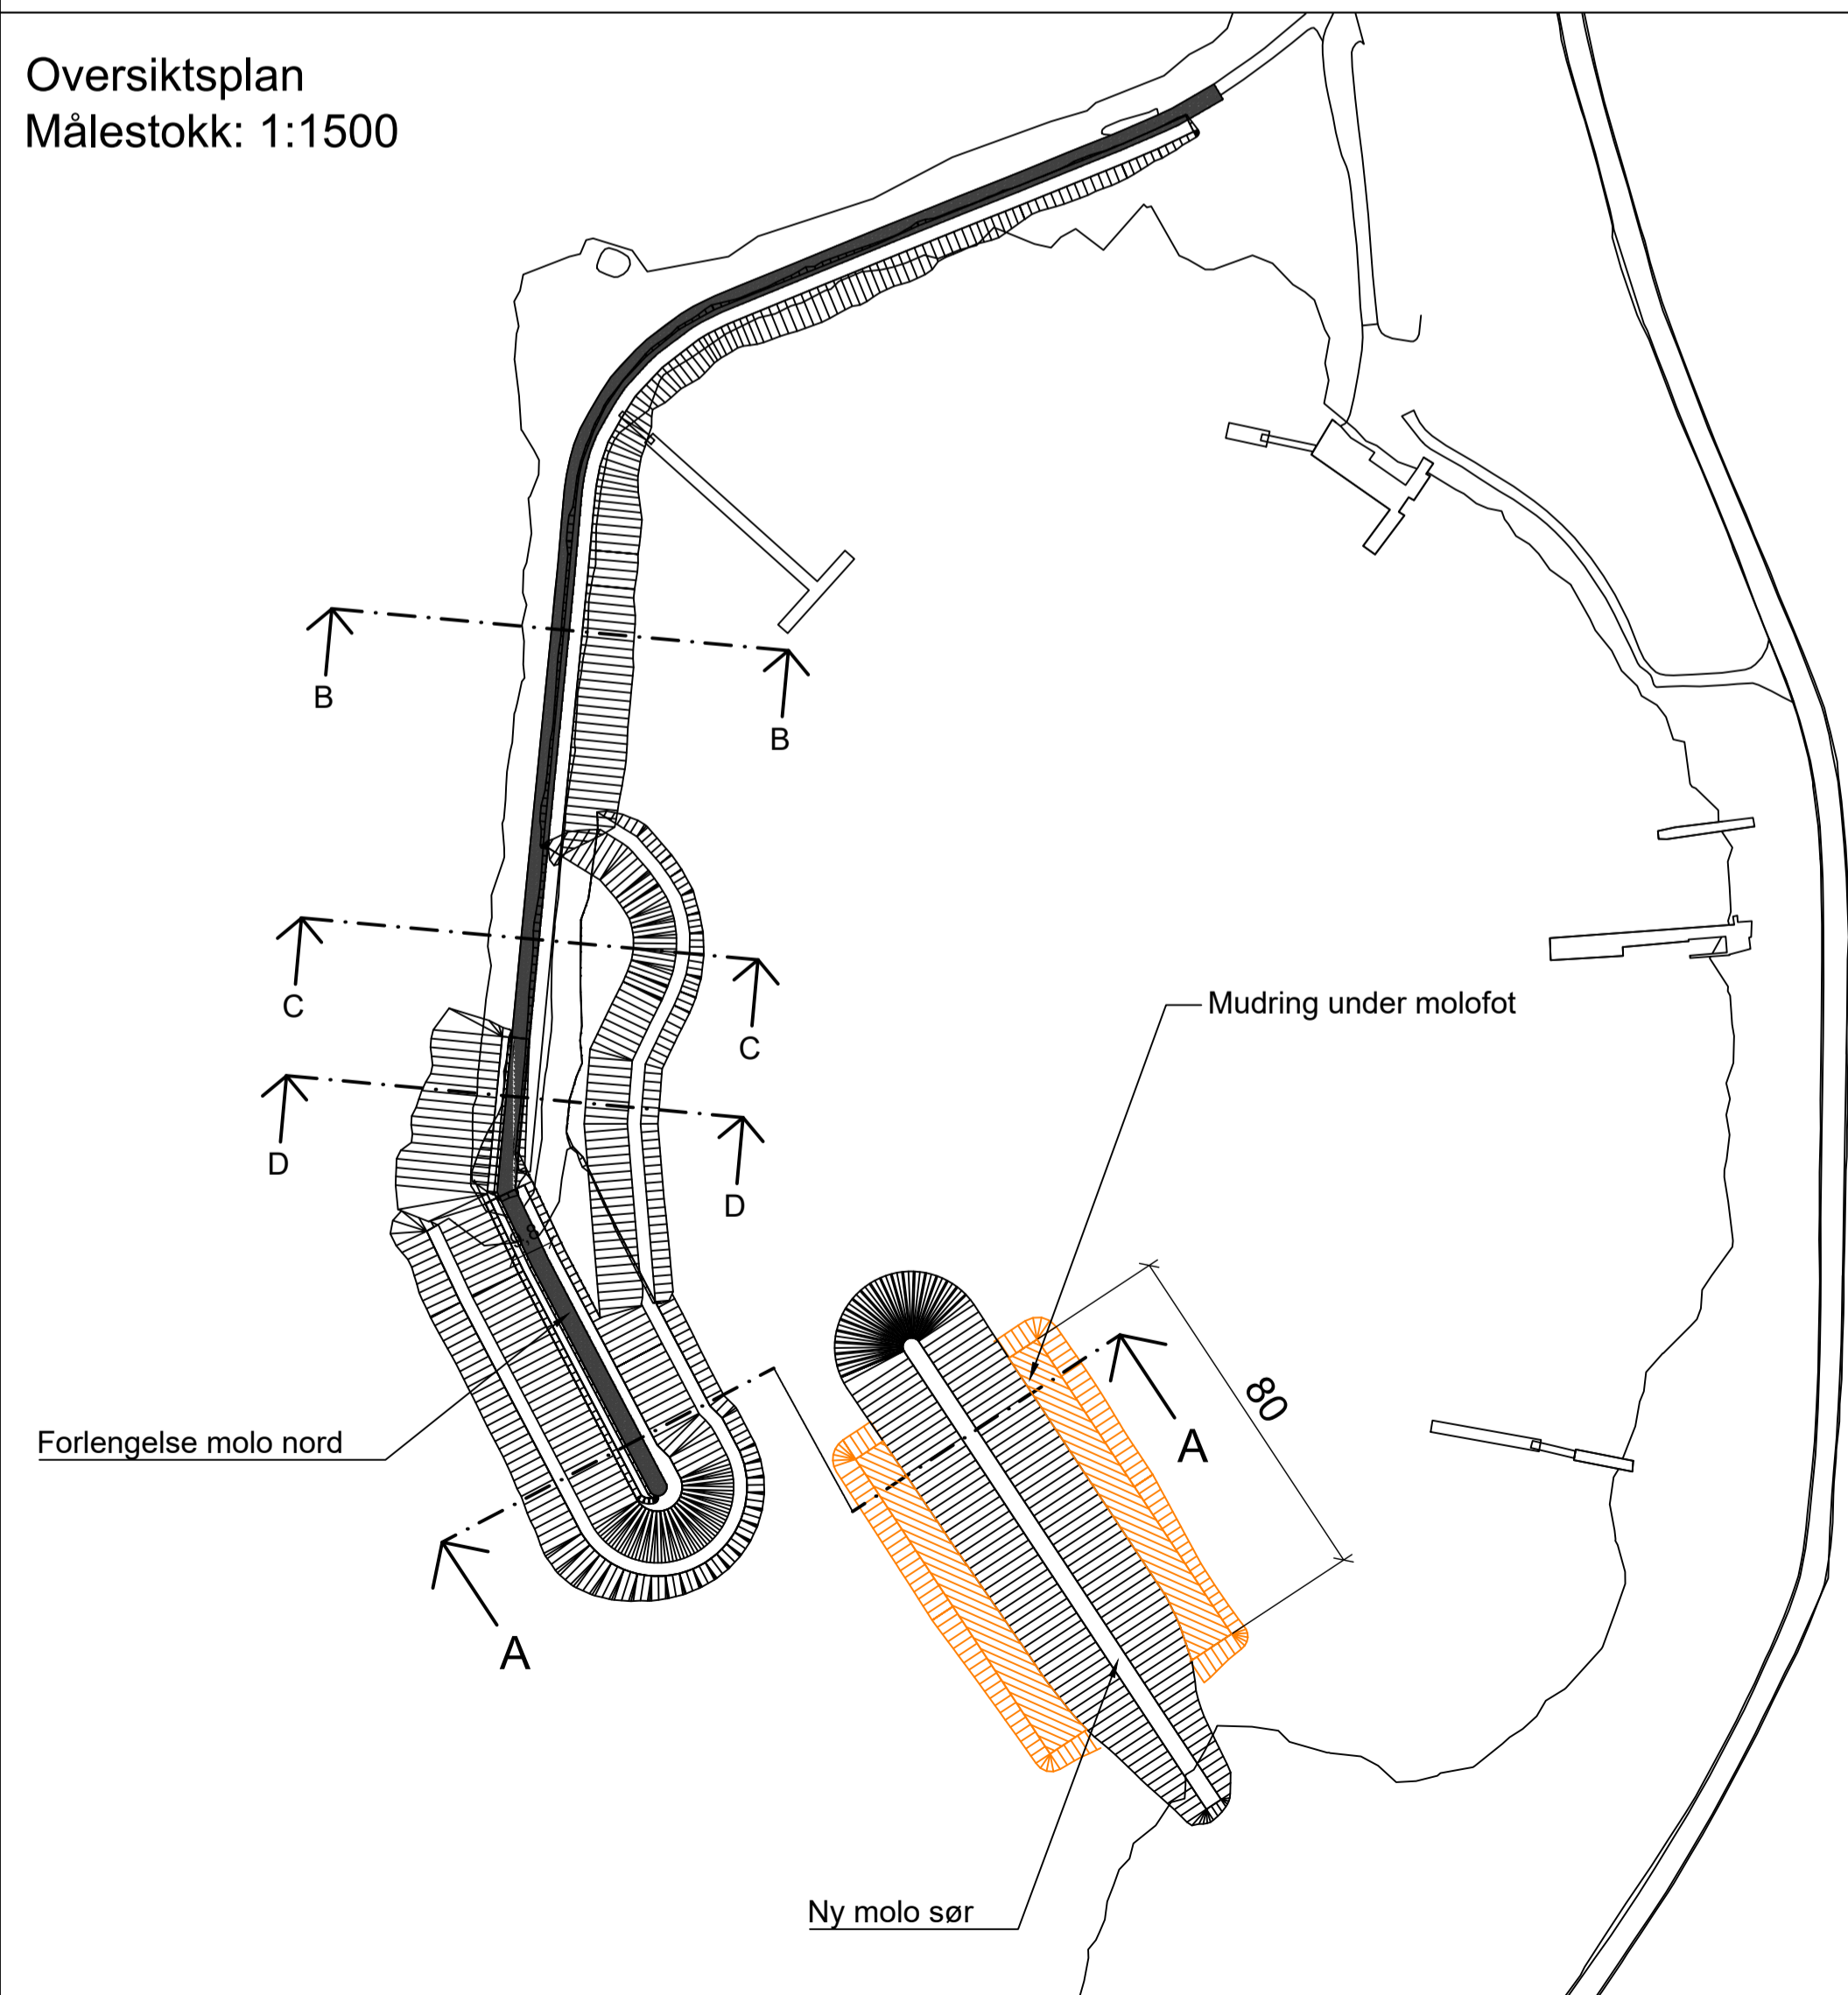 Oversiktsplan
Målestokk: 1:1500
B
B
C
C
Mudring under molofot
D
D
80
Forlengelse molo nord
A
A
Ny molo sør